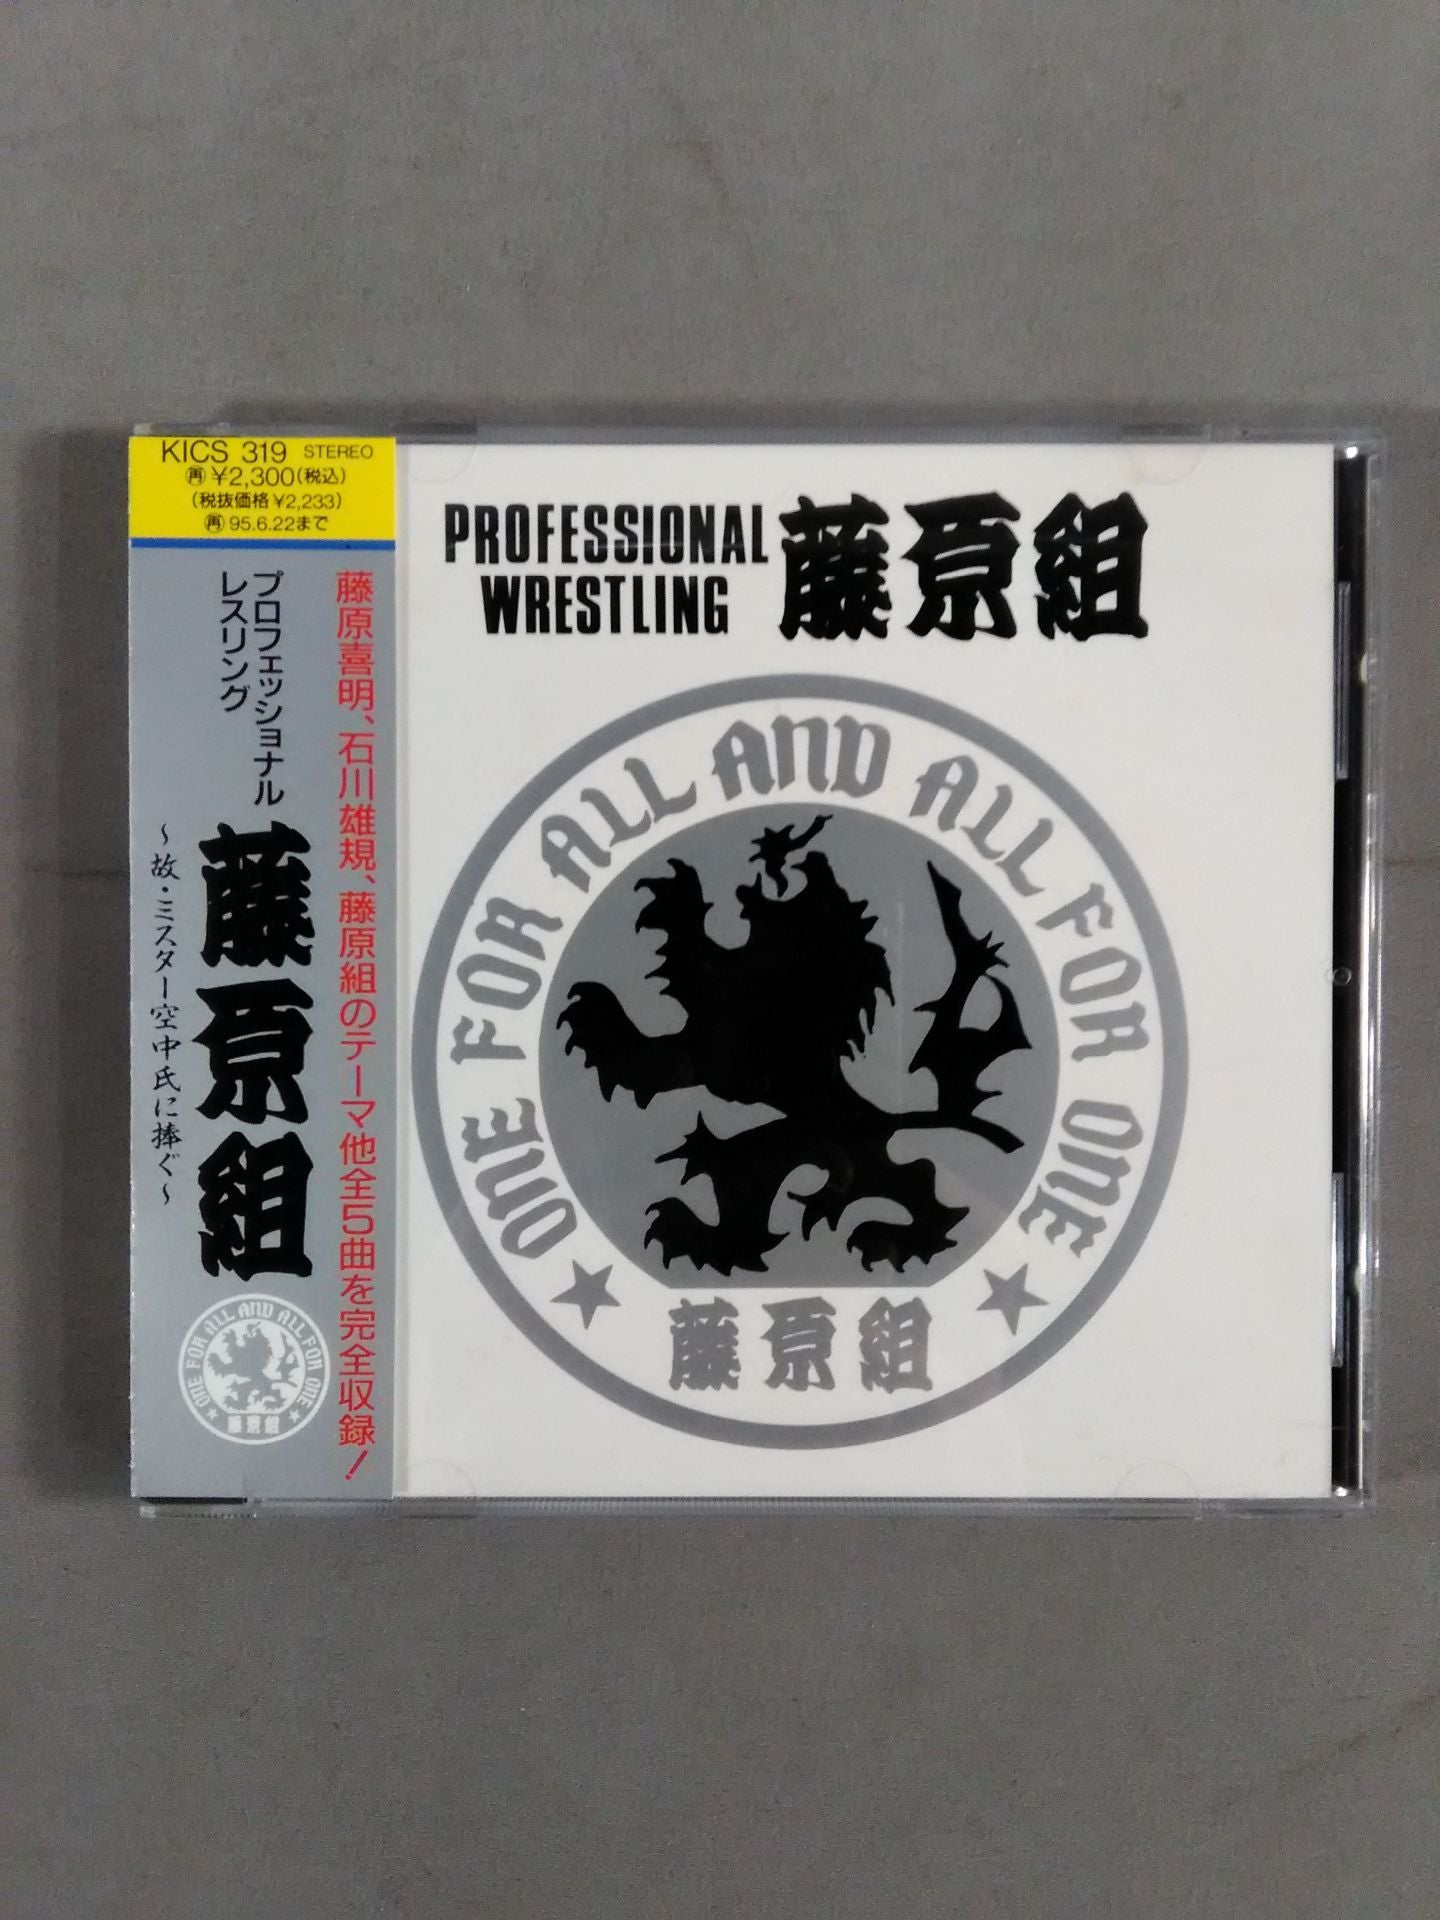 KICS 319 STEREO
再 ¥2,300(税込)
(税抜価格 ¥2,233)
再 95.6.22まで
藤原喜明、石川雄規、藤原組のテーマ他全5曲を完全収録！
プロフェッショナル
レスリング
藤原組
〜故・ミスター空中氏に捧ぐ〜
ONE FOR ALL AND ALL FOR ONE
藤原組
PROFESSIONAL
WRESTLING
藤原組
ONE FOR ALL AND ALL FOR ONE
藤原組